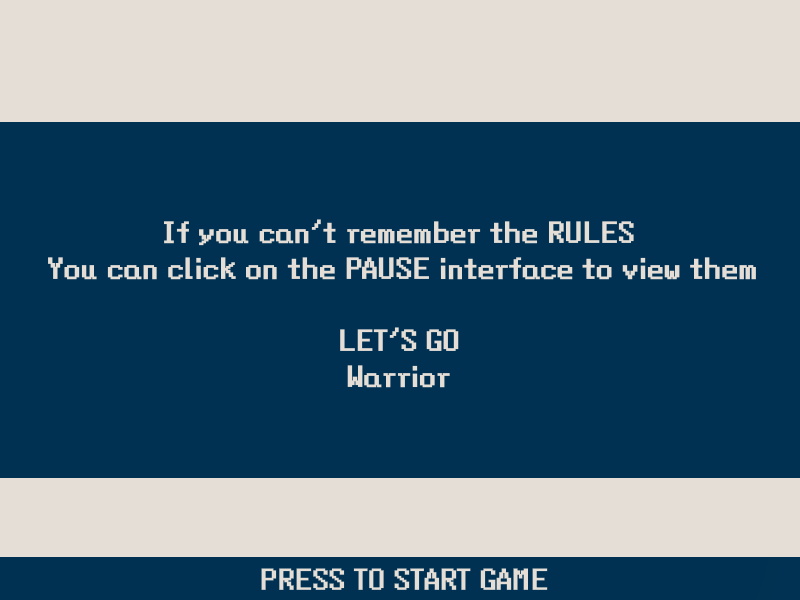 If you can't remember the RULES
You can click on the PAUSE interface to view them
LET'S GO
Warrior
PRESS TO START GAME